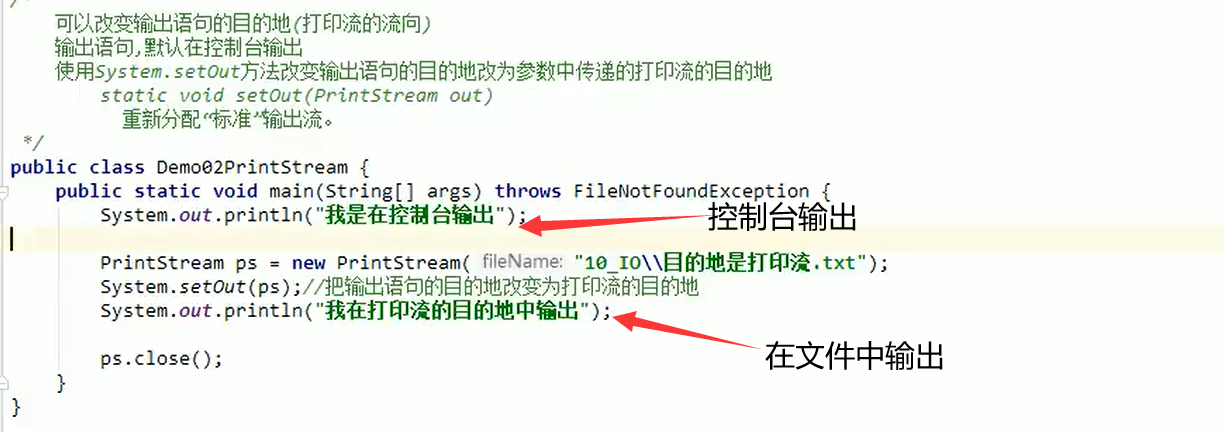 /*
可以改变输出语句的目的地(打印流的流向)
输出语句,默认在控制台输出
使用System.setOut方法改变输出语句的目的地改为参数中传递的打印流的目的地
static void setOut(PrintStream out)
重新分配“标准”输出流。
*/
public class Demo02PrintStream {
public static void main(String[] args) throws FileNotFoundException {
System.out.println("我是在控制台输出");
控制台输出
PrintStream ps = new PrintStream( fileName: "10_IO\\目的地是打印流.txt");
System.setOut(ps);//把输出语句的目的地改变为打印流的目的地
System.out.println("我在打印流的目的地中输出");
在文件中输出
ps.close();
}
}